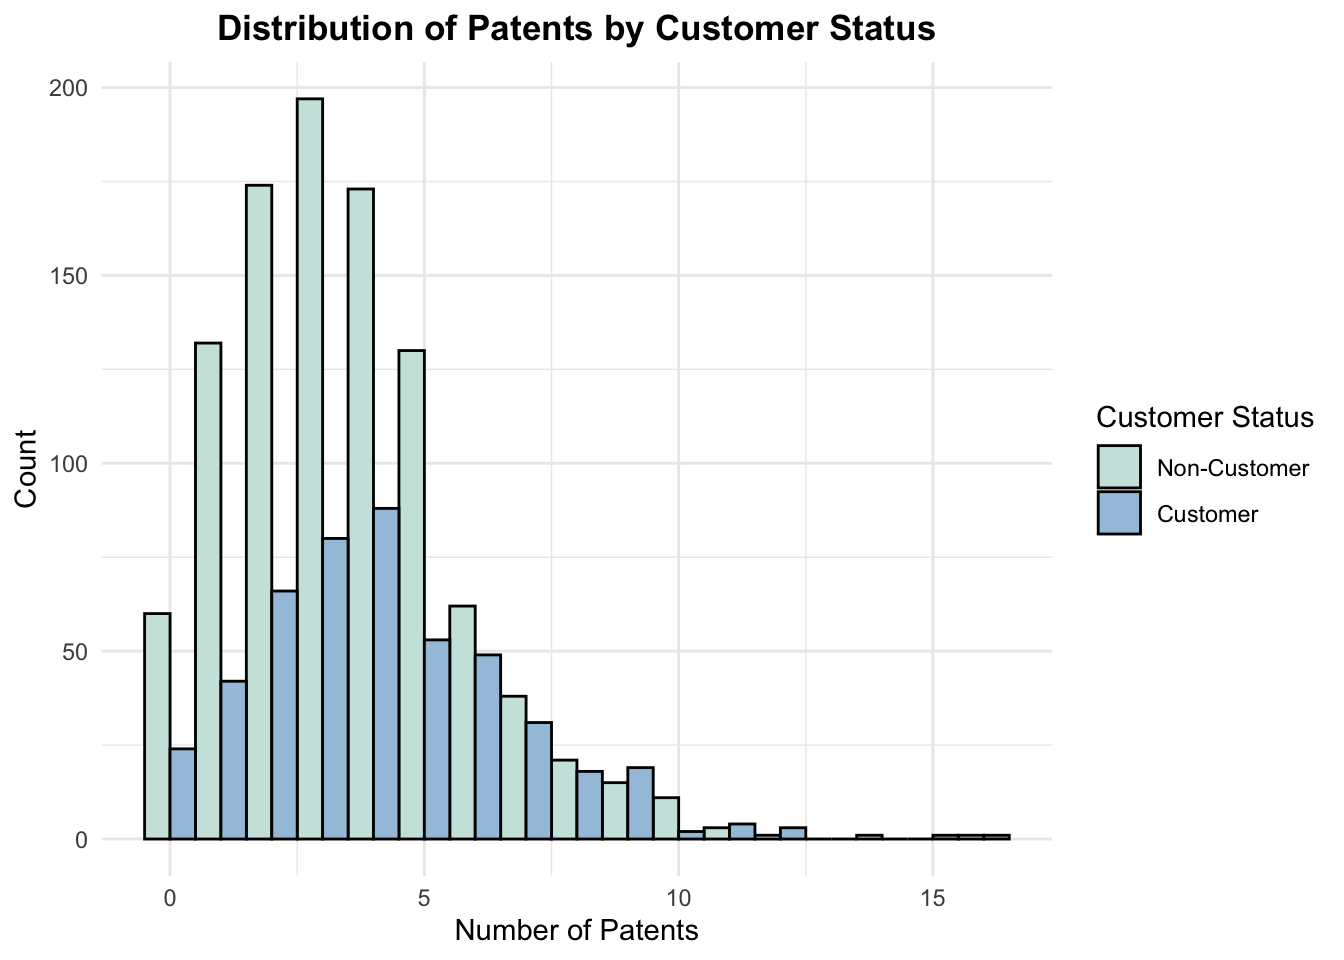 Distribution of Patents by Customer Status
200
150
100
50
0
Count
0 5 10 15
Number of Patents
Customer Status
Non-Customer
Customer